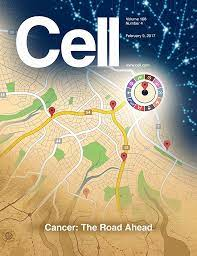 Cell
Volume 168
Number 4
February 9, 2017
www.cell.com
Cancer: The Road Ahead